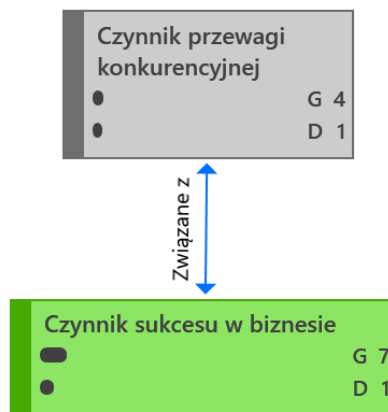 Czynnik przewagi
konkurencyjnej
G 4
D 1
Związane z
Czynnik sukcesu w biznesie
G 7
D 1